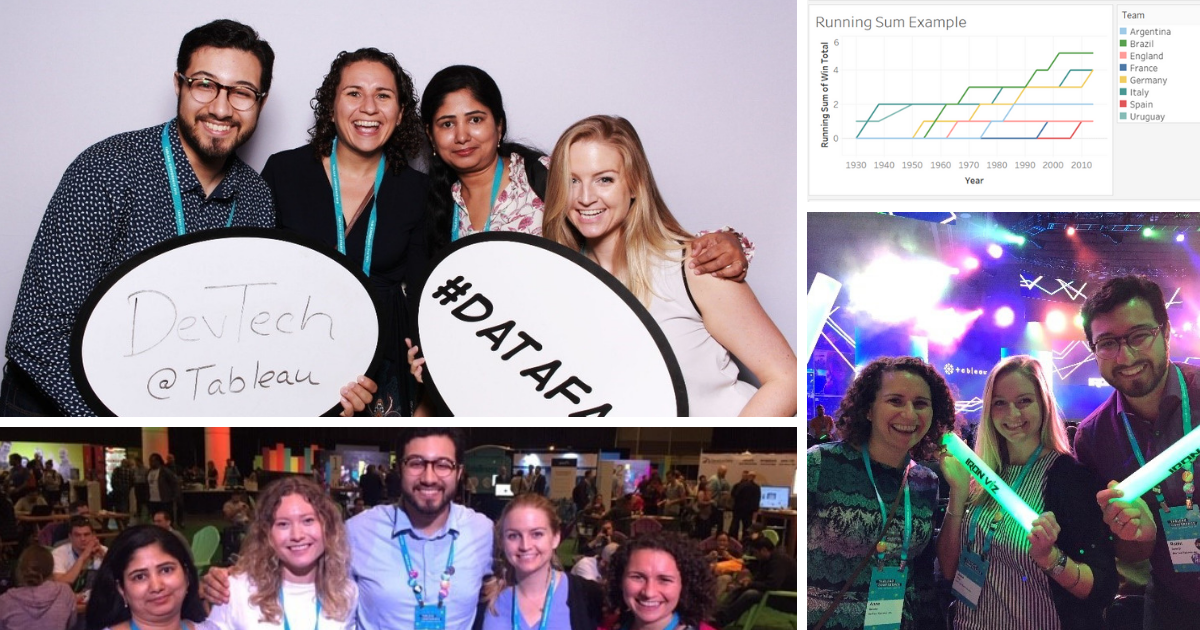 DevTech
@Tableau
#DATAFA
Running Sum Example
Running Sum of Win Total
6
4
2
0
1930 1940 1950 1960 1970 1980 1990 2000 2010
Year
Team
Argentina
Brazil
England
France
Germany
Italy
Spain
Uruguay
tableau
IRON VIZ
IRON